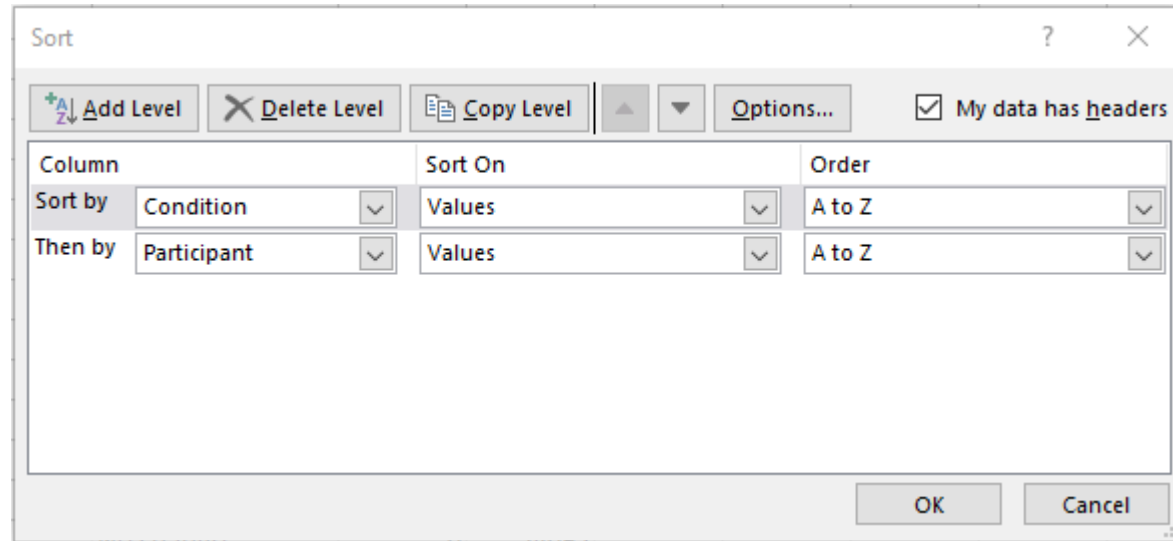 Sort ?
Add Level Delete Level Copy Level Options... My data has headers
Column Sort On Order
Sort by Condition Values A to Z
Then by Participant Values A to Z
OK Cancel